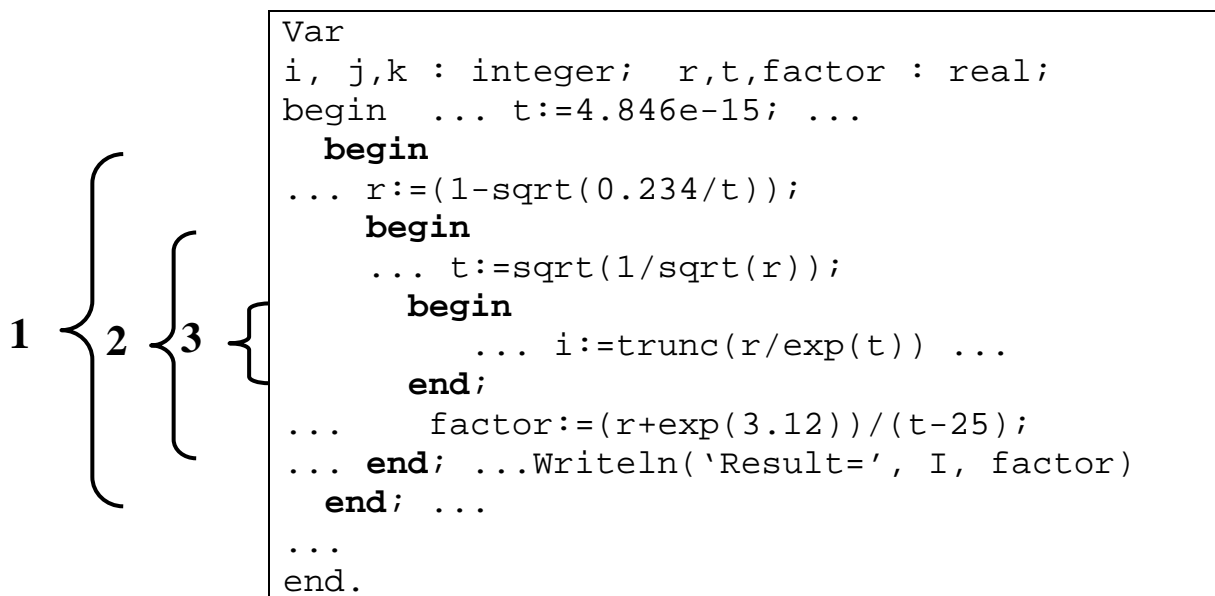 Var
i, j,k : integer;  r,t,factor : real;
begin  ... t:=4.846e-15; ...
begin
... r:=(1-sqrt(0.234/t));
begin
... t:=sqrt(1/sqrt(r));
begin
1 2 3
... i:=trunc(r/exp(t)) ...
end;
...     factor:=(r+exp(3.12))/(t-25);
... end; ...Writeln(‘Result=’, I, factor)
end; ...
...
end.